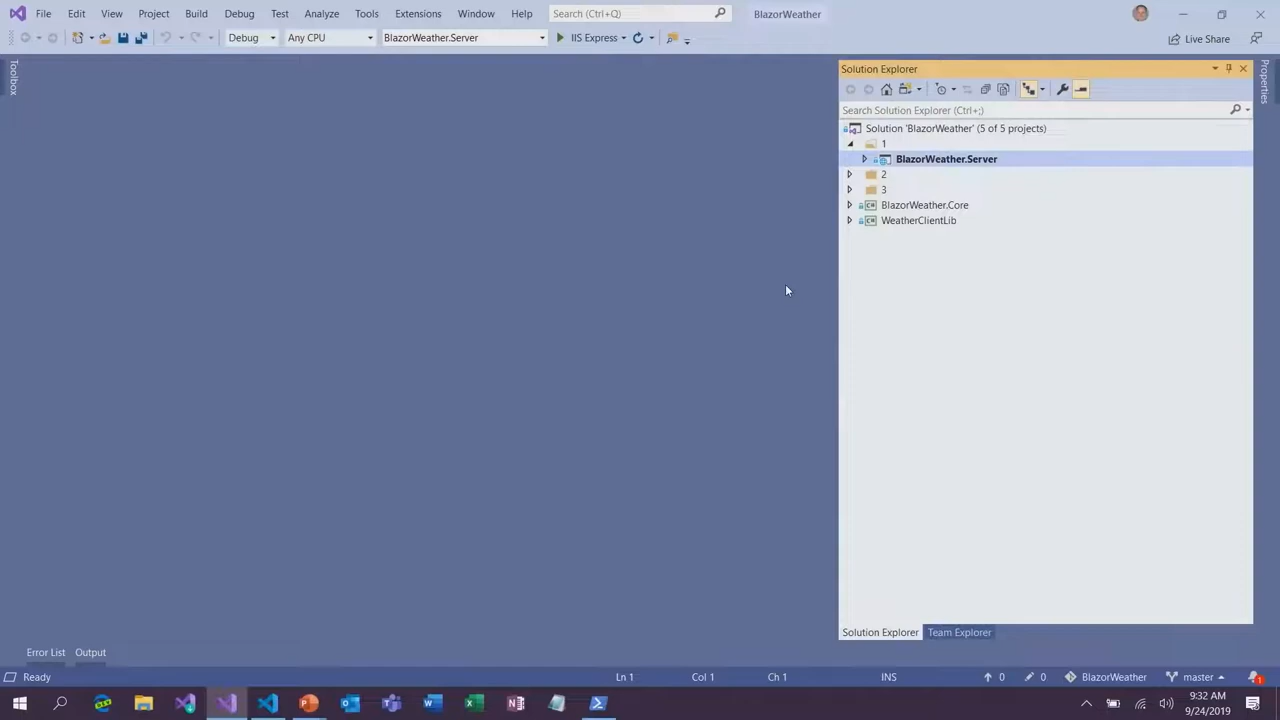 File Edit View Project Build Debug Test Analyze Tools Extensions Window Help Search (Ctrl+Q) BlazorWeather
Debug Any CPU BlazorWeather.Server IIS Express Live Share
Toolbox
Solution Explorer
Properties
Search Solution Explorer (Ctrl+;)
Solution 'BlazorWeather' (5 of 5 projects)
1
BlazorWeather.Server
2
3
C# BlazorWeather.Core
C# WeatherClientLib
Solution Explorer Team Explorer
Error List Output
Ready Ln 1 Col 1 Ch 1 INS 0 0 BlazorWeather master 1
9:32 AM
9/24/2019